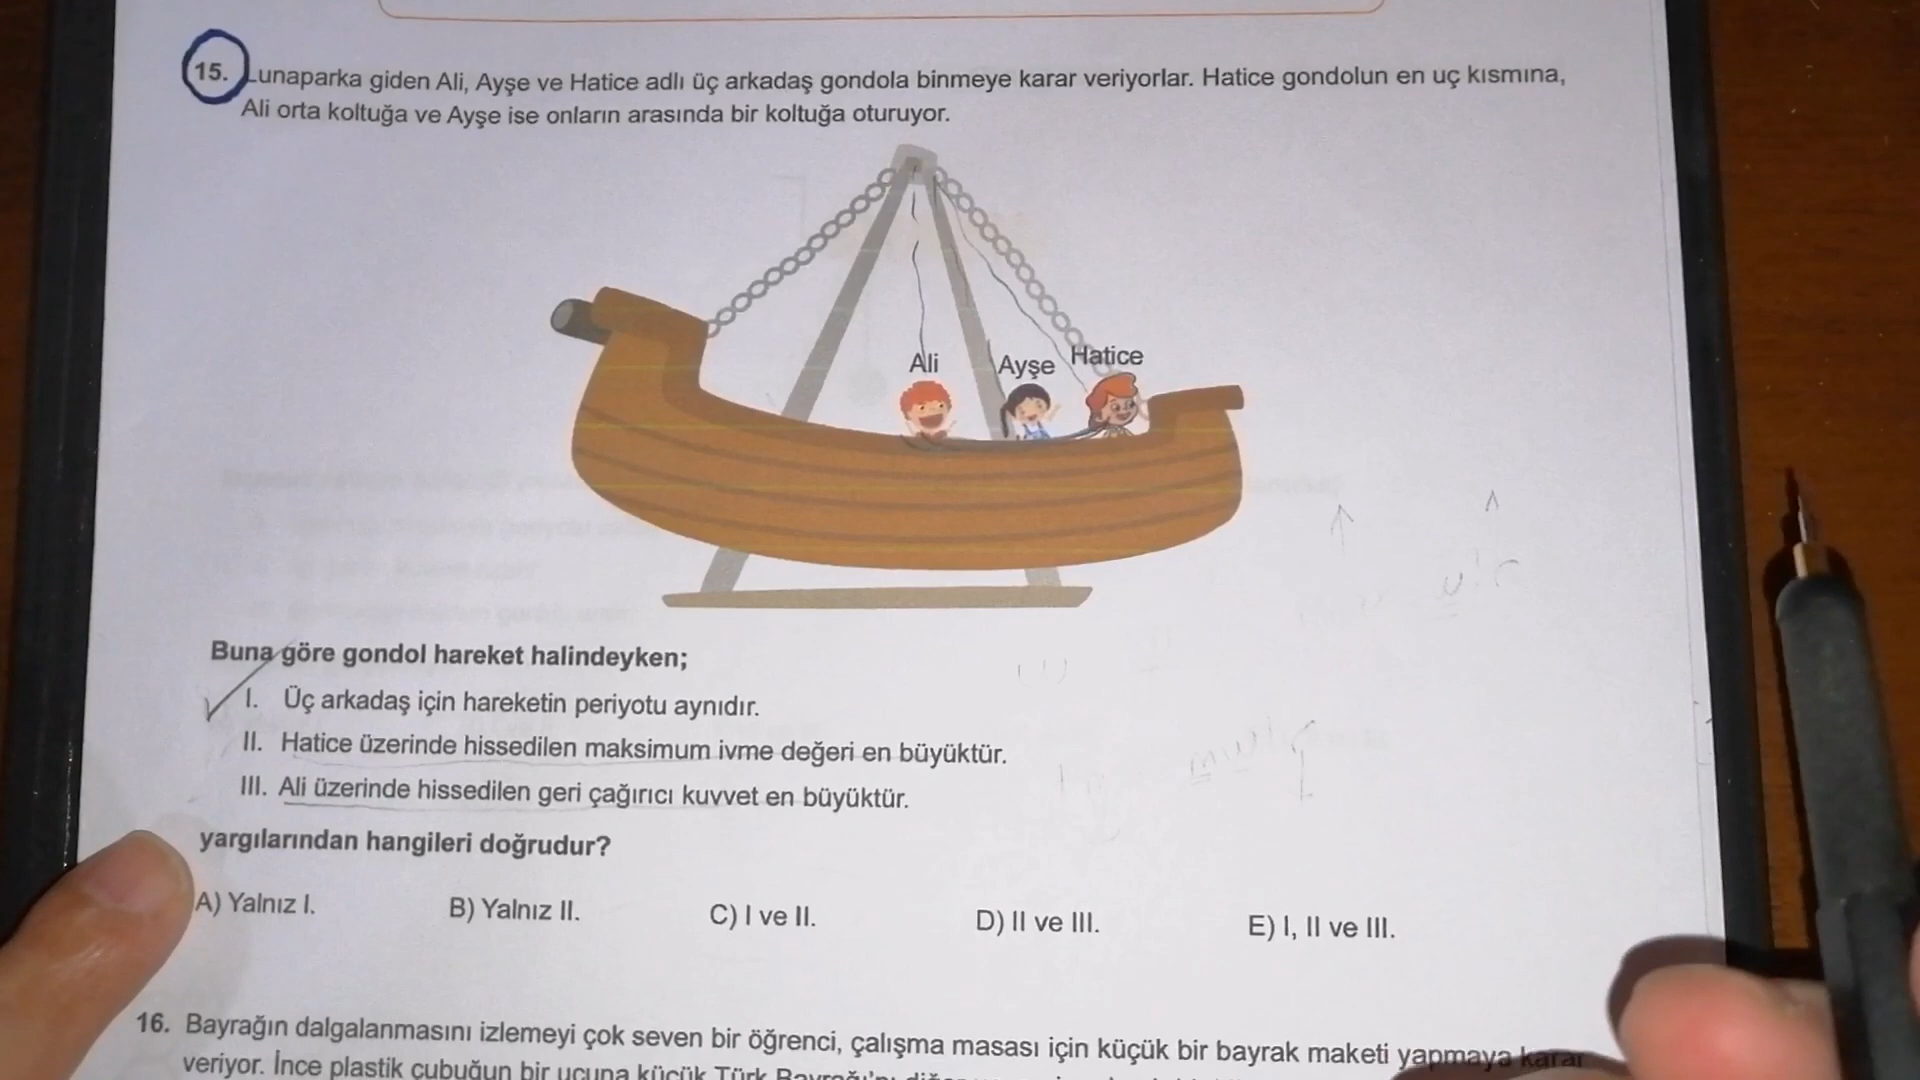 15. Lunaparka giden Ali, Ayşe ve Hatice adlı üç arkadaş gondola binmeye karar veriyorlar. Hatice gondolun en uç kısmına,
Ali orta koltuğa ve Ayşe ise onların arasında bir koltuğa oturuyor.
Ali
Ayşe
Hatice
Buna göre gondol hareket halindeyken;
I. Üç arkadaş için hareketin periyotu aynıdır.
II. Hatice üzerinde hissedilen maksimum ivme değeri en büyüktür.
III. Ali üzerinde hissedilen geri çağırıcı kuvvet en büyüktür.
yargılarından hangileri doğrudur?
A) Yalnız I.
B) Yalnız II.
C) I ve II.
D) II ve III.
E) I, II ve III.
16. Bayrağın dalgalanmasını izlemeyi çok seven bir öğrenci, çalışma masası için küçük bir bayrak maketi yapmaya karar
veriyor. İnce plastik çubuğun bir ucuna küçük Türk Bayrağı'nı